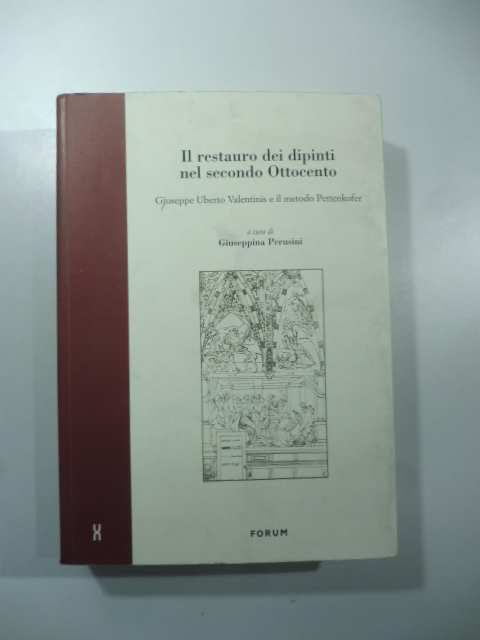 Il restauro dei dipinti
nel secondo Ottocento
Giuseppe Uberto Valentinis e il metodo Pettenkofer
a cura di
Giuseppina Perusini
FORUM